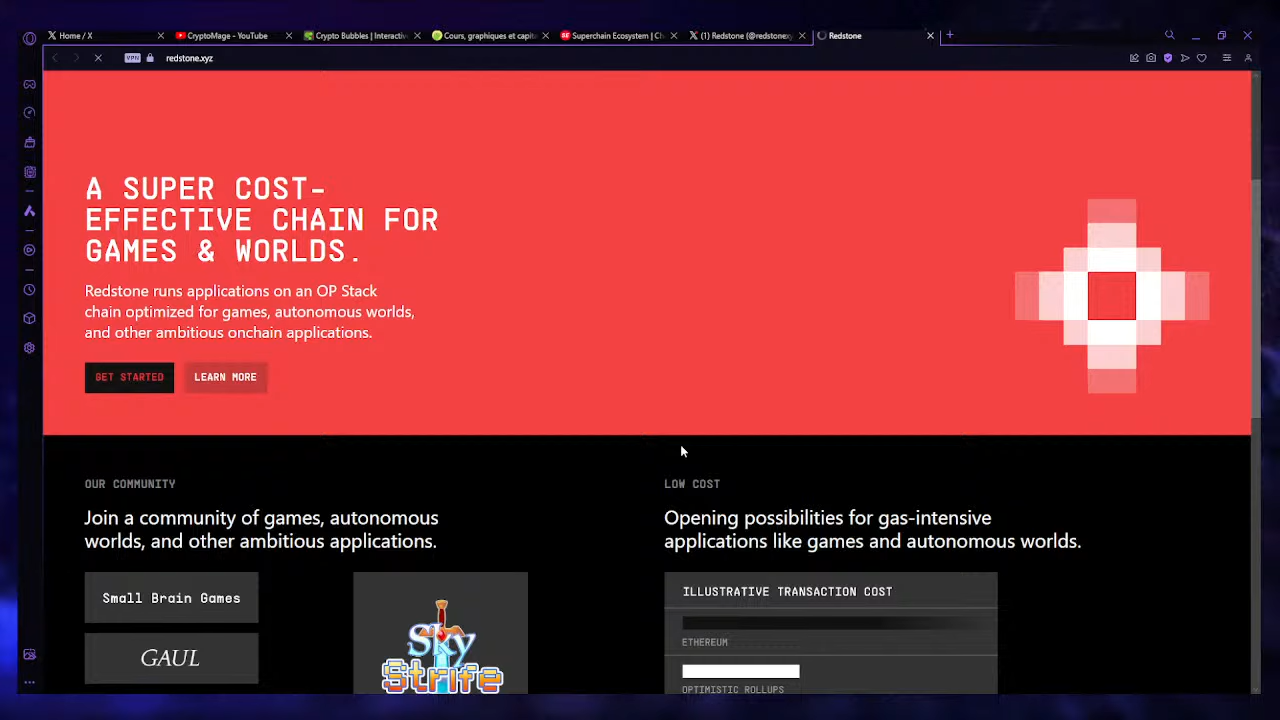 Home / X
CryptoMage - YouTube
Crypto Bubbles | Interactiv
Cours, graphiques et capita
Superchain Ecosystem | Ch
(1) Redstone (@redstonexy
Redstone
VPN
redstone.xyz
A SUPER COST-
EFFECTIVE CHAIN FOR
GAMES & WORLDS.
Redstone runs applications on an OP Stack
chain optimized for games, autonomous worlds,
and other ambitious onchain applications.
GET STARTED
LEARN MORE
OUR COMMUNITY
Join a community of games, autonomous
worlds, and other ambitious applications.
Small Brain Games
GAUL
Sky
Strife
LOW COST
Opening possibilities for gas-intensive
applications like games and autonomous worlds.
ILLUSTRATIVE TRANSACTION COST
ETHEREUM
OPTIMISTIC ROLLUPS